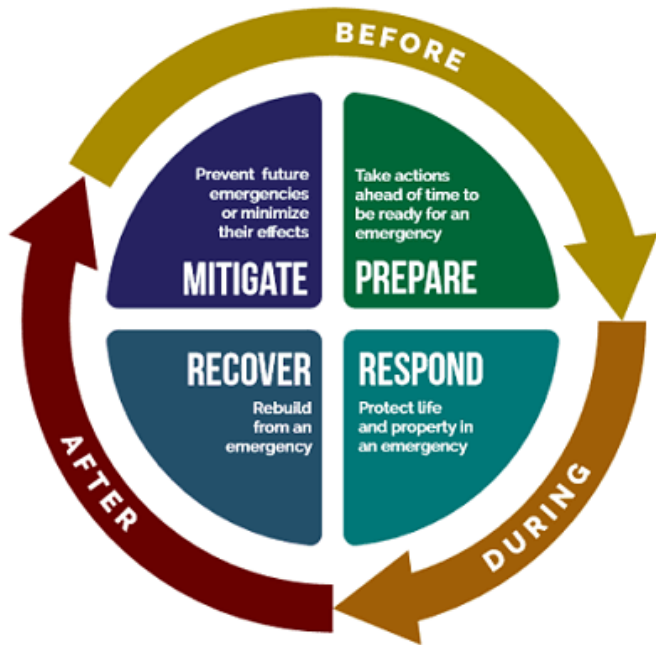 BEFORE
Prevent future
emergencies
or minimize
their effects
MITIGATE
Take actions
ahead of time to
be ready for an
emergency
PREPARE
RECOVER
Rebuild
from an
emergency
RESPOND
Protect life
and property in
an emergency
AFTER
DURING